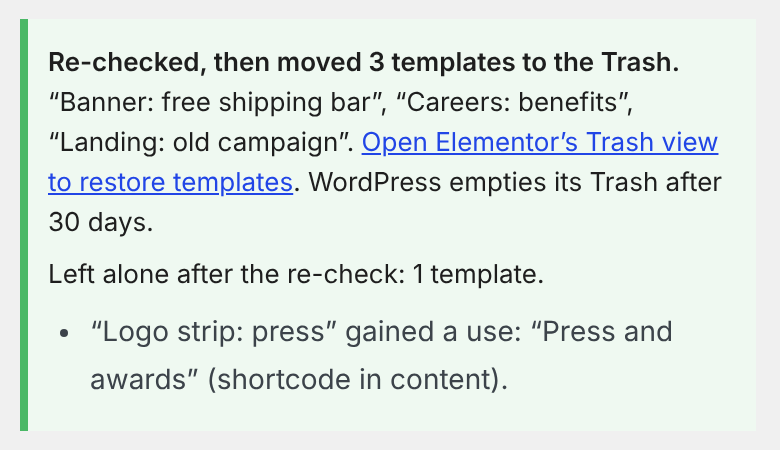 Re-checked, then moved 3 templates to the Trash.
“Banner: free shipping bar”, “Careers: benefits”,
“Landing: old campaign”. Open Elementor’s Trash view
to restore templates. WordPress empties its Trash after
30 days.
Left alone after the re-check: 1 template.
• “Logo strip: press” gained a use: “Press and
awards” (shortcode in content).